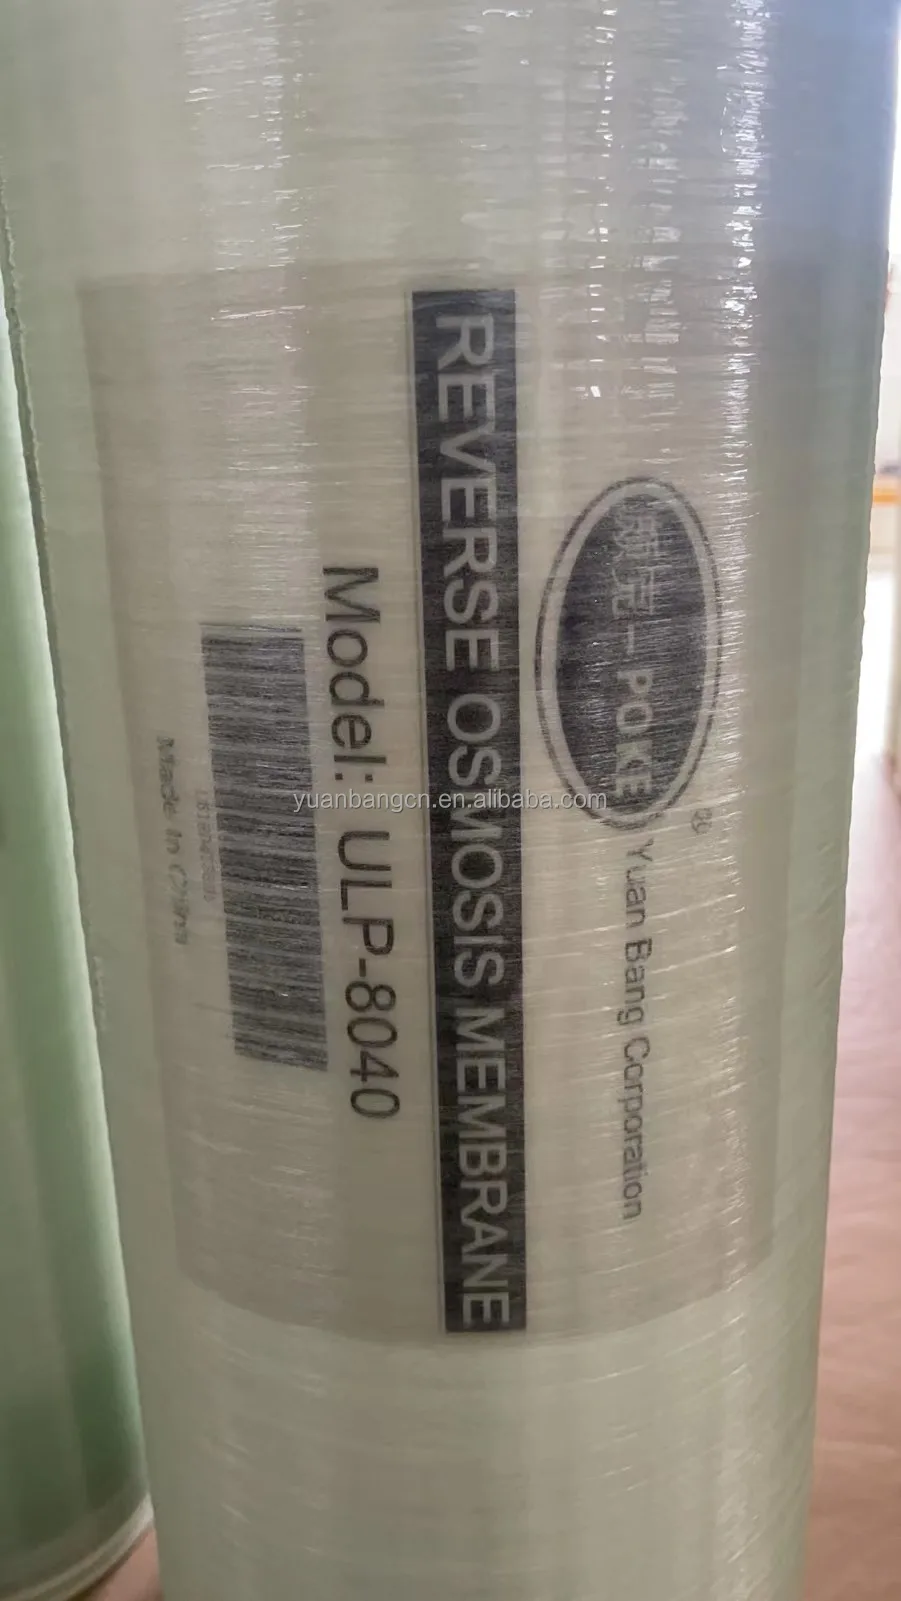 POKE
®
Yuan Bang Corporation
REVERSE OSMOSIS MEMBRANE
Model: ULP-8040
Made In China
yuanbangcn.en.alibaba.com